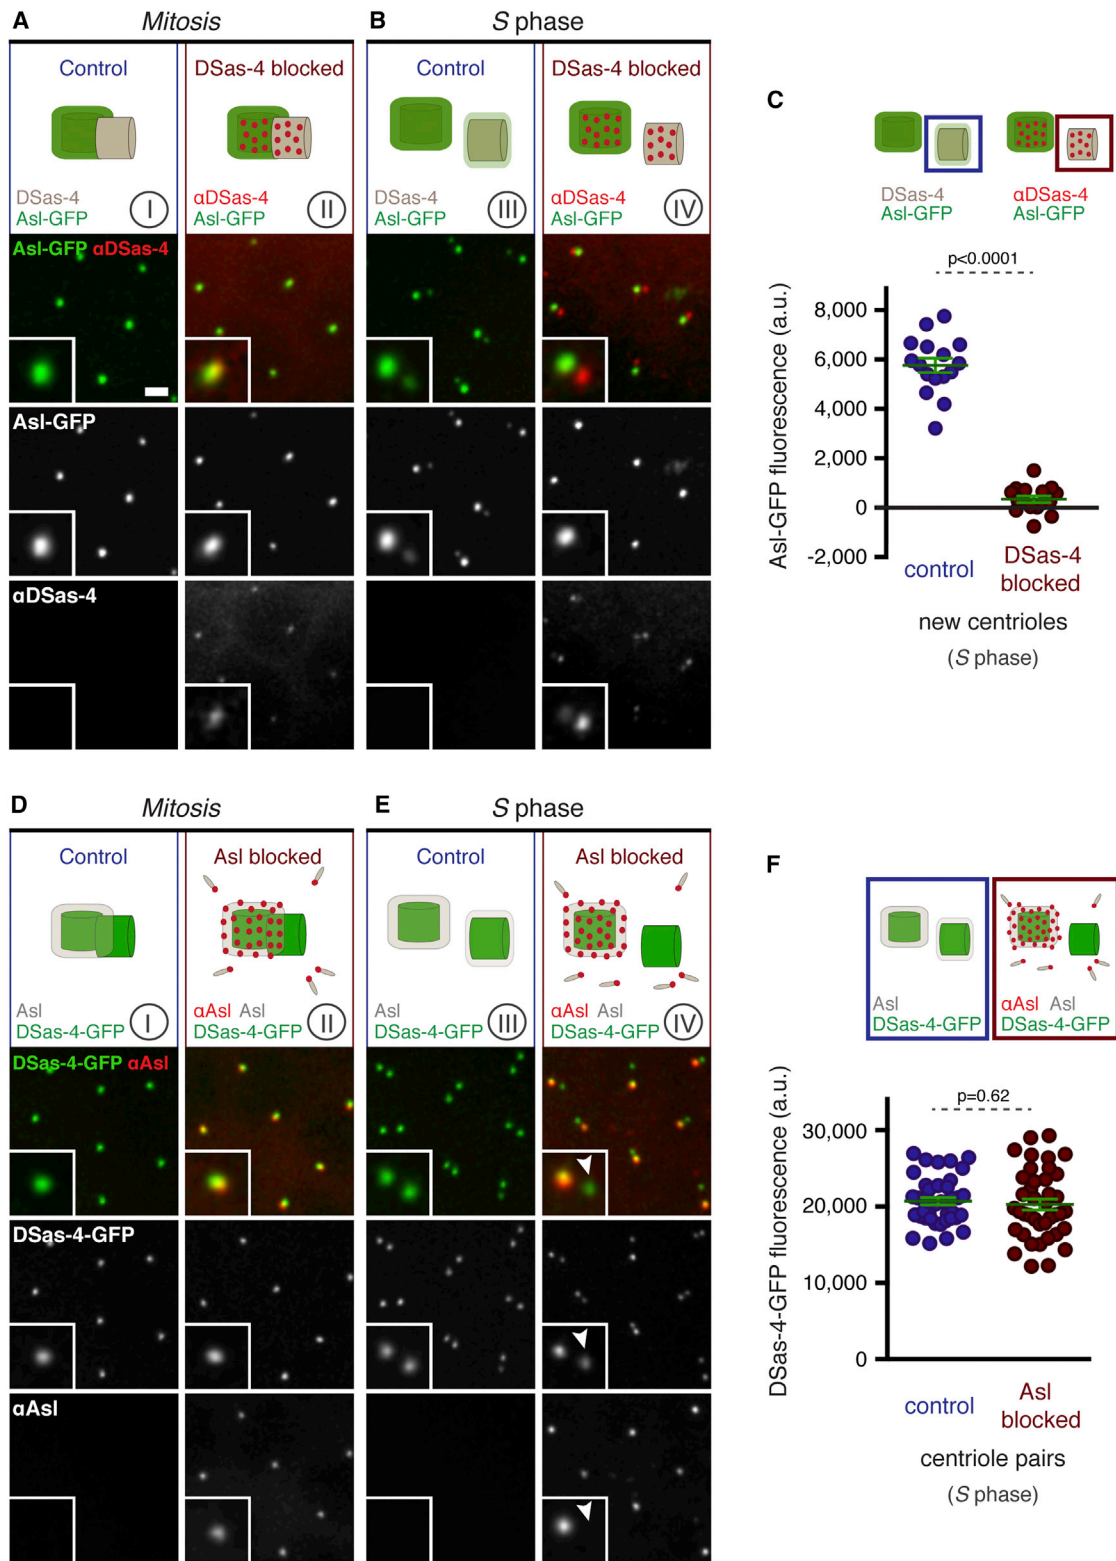 A
Mitosis
B
S phase
Control
DSas-4 blocked
Control
DSas-4 blocked
DSas-4
Asl-GFP
I
αDSas-4
Asl-GFP
II
DSas-4
Asl-GFP
III
αDSas-4
Asl-GFP
IV
Asl-GFP αDSas-4
Asl-GFP
αDSas-4
C
DSas-4
Asl-GFP
αDSas-4
Asl-GFP
p<0.0001
Asl-GFP fluorescence (a.u.)
8,000
6,000
4,000
2,000
0
-2,000
control
DSas-4
blocked
new centrioles
(S phase)
D
Mitosis
E
S phase
Control
Asl blocked
Control
Asl blocked
Asl
DSas-4-GFP
I
αAsl Asl
DSas-4-GFP
II
Asl
DSas-4-GFP
III
αAsl Asl
DSas-4-GFP
IV
DSas-4-GFP αAsl
DSas-4-GFP
αAsl
F
Asl
DSas-4-GFP
αAsl Asl
DSas-4-GFP
p=0.62
DSas-4-GFP fluorescence (a.u.)
30,000
20,000
10,000
0
control
Asl
blocked
centriole pairs
(S phase)